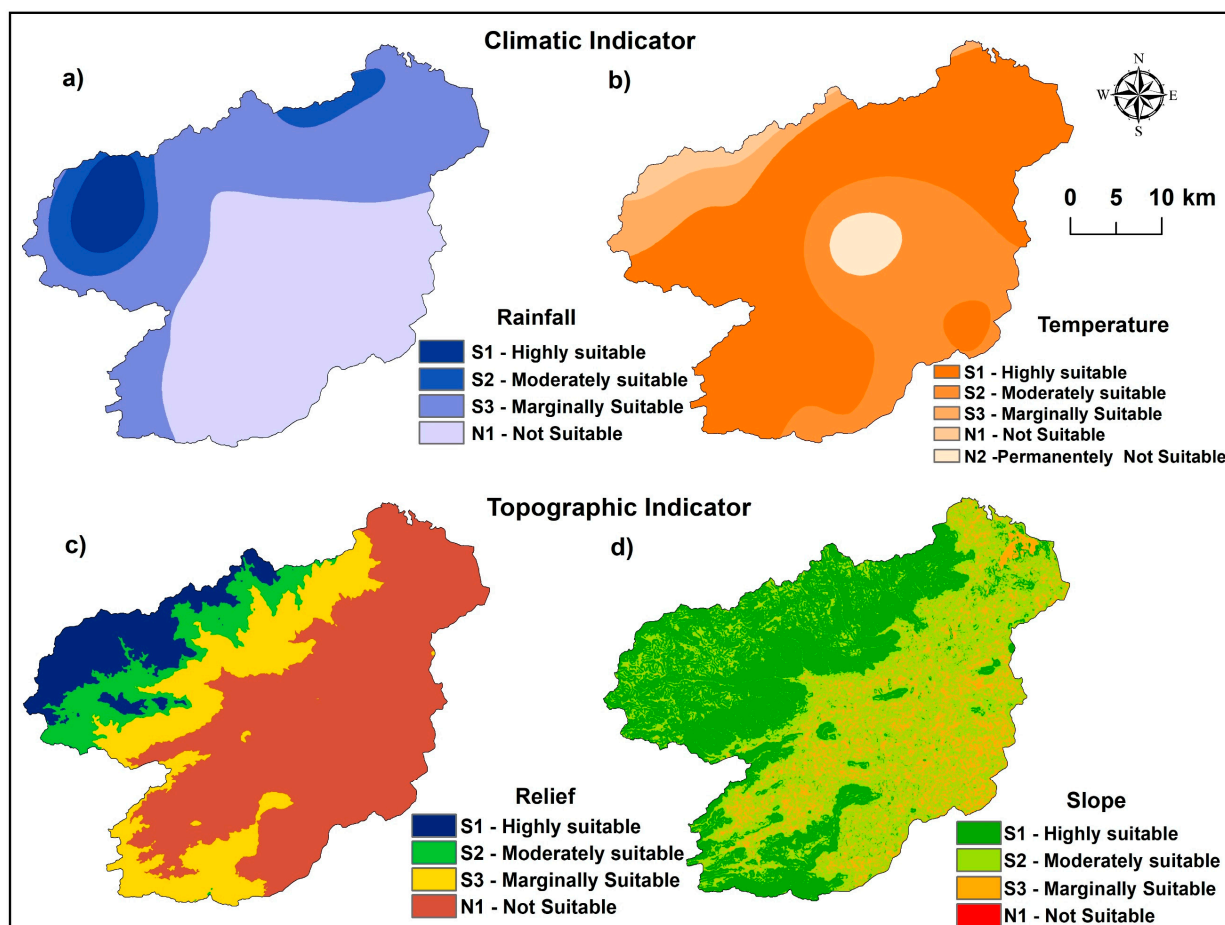 Climatic Indicator
a)
b)
N
W
E
S
0 5 10 km
Rainfall
S1 - Highly suitable
S2 - Moderately suitable
S3 - Marginally Suitable
N1 - Not Suitable
Temperature
S1 - Highly suitable
S2 - Moderately suitable
S3 - Marginally Suitable
N1 - Not Suitable
N2 -Permanentely Not Suitable
Topographic Indicator
c)
d)
Relief
S1 - Highly suitable
S2 - Moderately suitable
S3 - Marginally Suitable
N1 - Not Suitable
Slope
S1 - Highly suitable
S2 - Moderately suitable
S3 - Marginally Suitable
N1 - Not Suitable